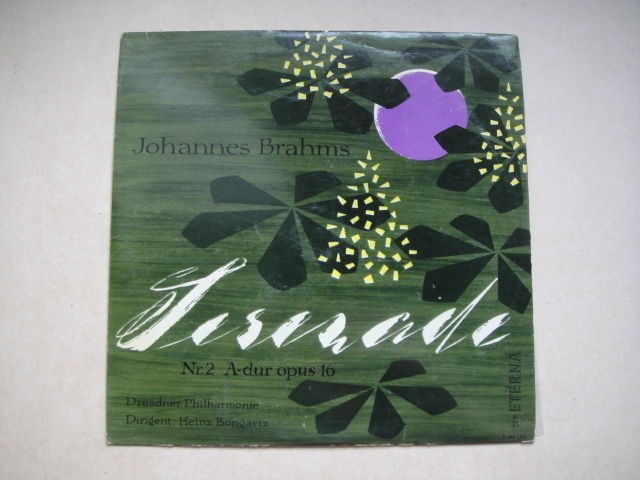 Johannes Brahms
Serenade
Nr.2 A-dur opus 16
Dresdner Philharmonie
Dirigent: Heinz Bongartz
ETERNA